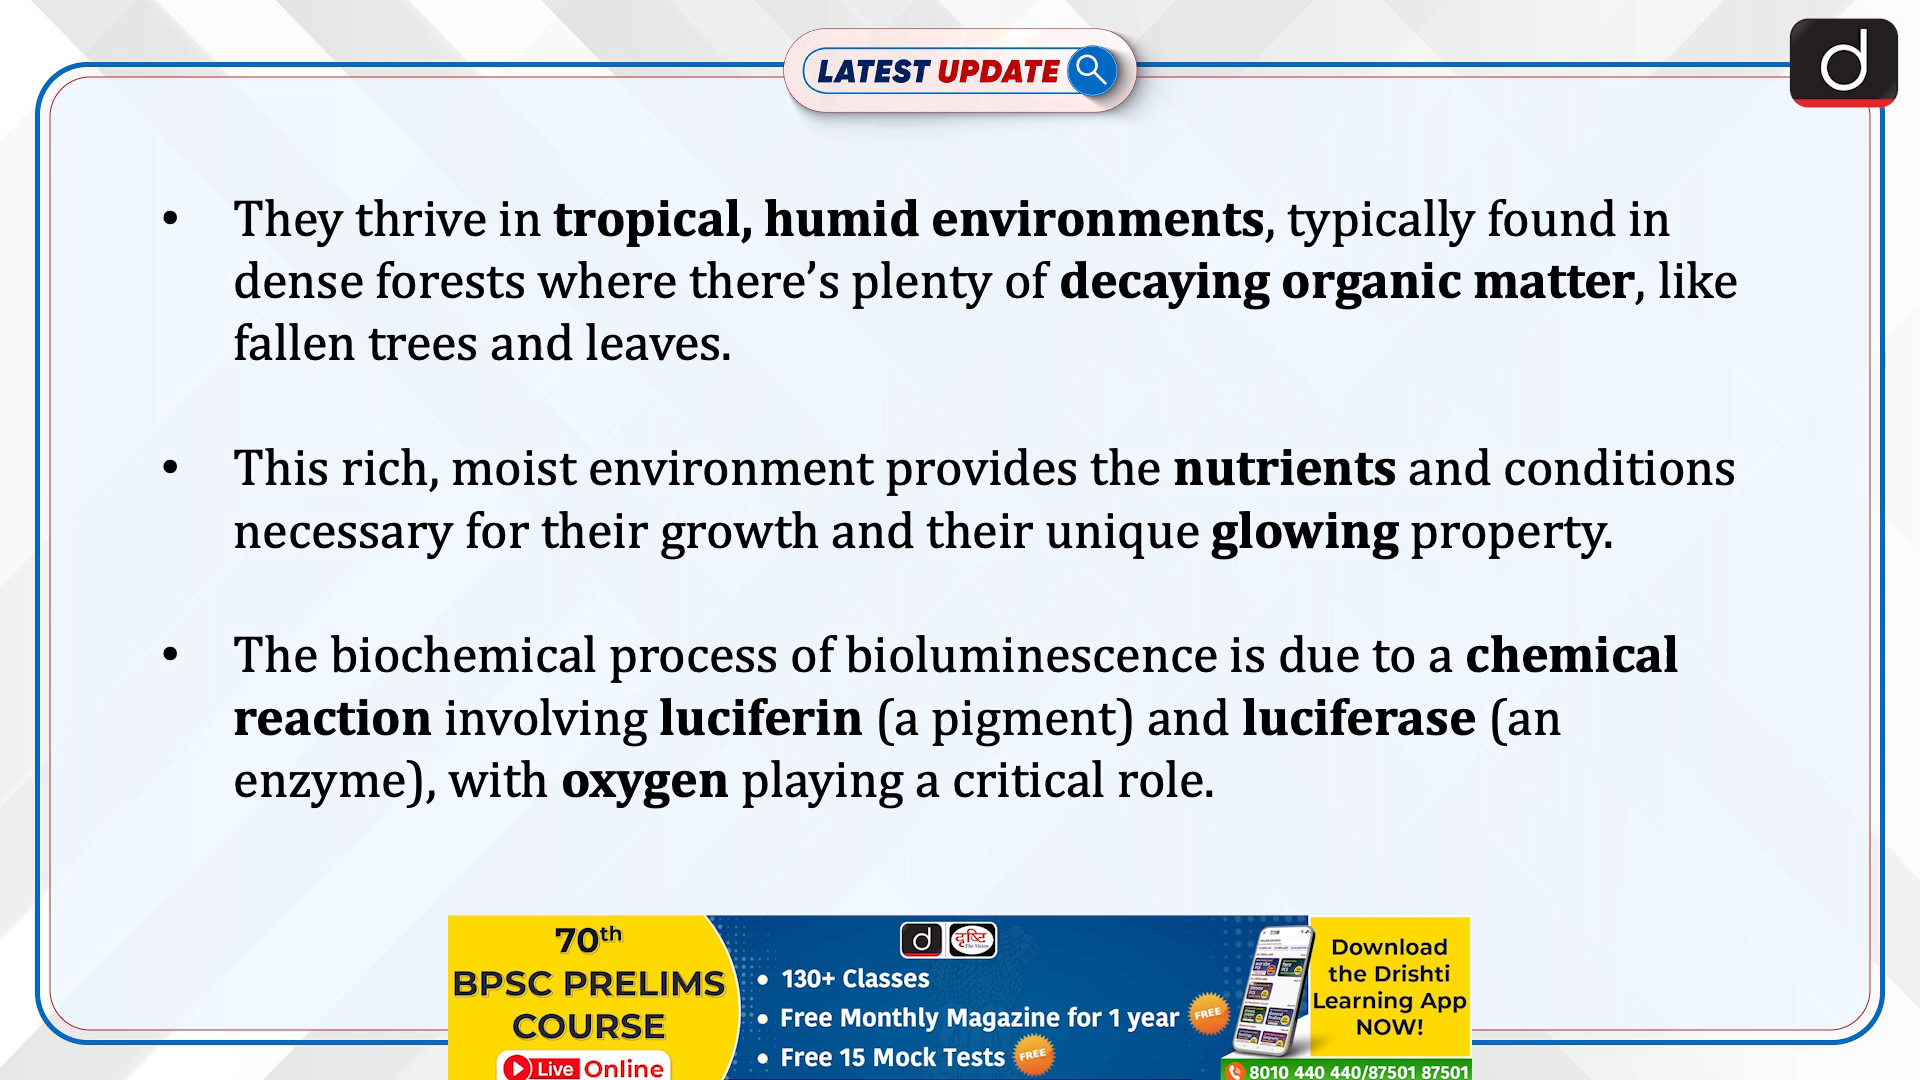 LATEST UPDATE
d
• They thrive in tropical, humid environments, typically found in
dense forests where there’s plenty of decaying organic matter, like
fallen trees and leaves.
• This rich, moist environment provides the nutrients and conditions
necessary for their growth and their unique glowing property.
• The biochemical process of bioluminescence is due to a chemical
reaction involving luciferin (a pigment) and luciferase (an
enzyme), with oxygen playing a critical role.
70th
BPSC PRELIMS
COURSE
Live Online
d दृष्टि
The Vision
• 130+ Classes
• Free Monthly Magazine for 1 year FREE
• Free 15 Mock Tests FREE
Download
the Drishti
Learning App
NOW!
8010 440 440/87501 87501